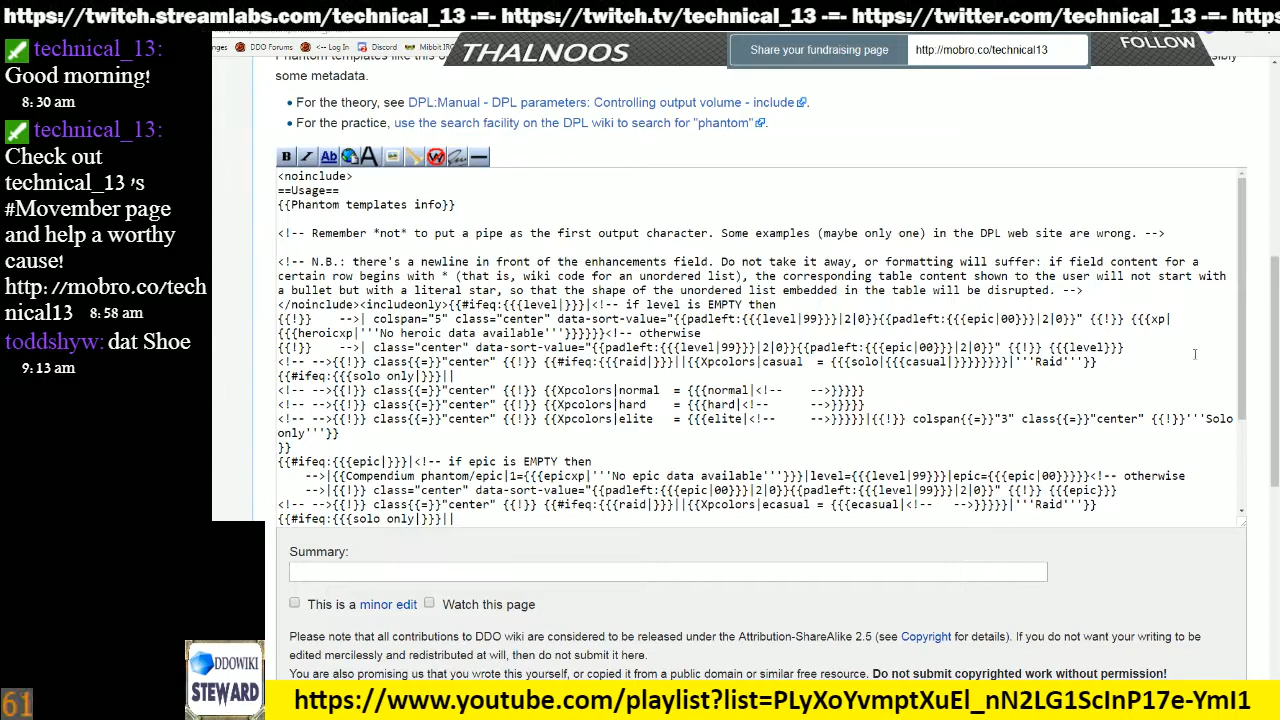 https://twitch.streamlabs.com/technical_13 -=- https://twitch.tv/technical_13 -=- https://twitter.com/technical_13 -=- https
technical_13:
Good morning!
8:30 am
technical_13:
Check out
technical_13's
#Movember page
and help a worthy
cause!
http://mobro.co/tech
nical13 8:58 am
toddshyw: dat Shoe
9:13 am
nges DDO Forums <-- Log In Discord Mibbit IR
THALNOOS
Share your fundraising page http://mobro.co/technical13
FOLLOW
some metadata.
• For the theory, see DPL:Manual - DPL parameters: Controlling output volume - include.
• For the practice, use the search facility on the DPL wiki to search for "phantom".
B I Ab A W
<noinclude>
==Usage==
{{Phantom templates info}}
<!-- Remember *not* to put a pipe as the first output character. Some examples (maybe only one) in the DPL web site are wrong. -->
<!-- N.B.: there's a newline in front of the enhancements field. Do not take it away, or formatting will suffer: if field content for a
certain row begins with * (that is, wiki code for an unordered list), the corresponding table content shown to the user will not start with
a bullet but with a literal star, so that the shape of the unordered list embedded in the table will be disrupted. -->
</noinclude><includeonly>{{#ifeq:{{{level|}}}|<!-- if level is EMPTY then
{{!}}    -->| colspan="5" class="center" data-sort-value="{{padleft:{{{level|99}}}|2|0}}{{padleft:{{{epic|00}}}|2|0}}" {{!}} {{{xp|
{{{heroicxp|'''No heroic data available'''}}}}}}<!-- otherwise
{{!}}    -->| class="center" data-sort-value="{{padleft:{{{level|99}}}|2|0}}{{padleft:{{{epic|00}}}|2|0}}" {{!}} {{{level}}}
<!-- -->{{!}} class{{=}}"center" {{!}} {{#ifeq:{{{raid|}}}||{{Xpcolors|casual  = {{{solo|{{{casual|}}}}}}}}|'''Raid'''}}
{{#ifeq:{{{solo only|}}}||
<!-- -->{{!}} class{{=}}"center" {{!}} {{Xpcolors|normal  = {{{normal|<!--    -->}}}}}
<!-- -->{{!}} class{{=}}"center" {{!}} {{Xpcolors|hard    = {{{hard|<!--      -->}}}}}
<!-- -->{{!}} class{{=}}"center" {{!}} {{Xpcolors|elite   = {{{elite|<!--     -->}}}}}|{{!}} colspan{{=}}"3" class{{=}}"center" {{!}}'''Solo
only'''}}
}}
{{#ifeq:{{{epic|}}}|<!-- if epic is EMPTY then
    -->|{{Compendium phantom/epic|1={{{epicxp|'''No epic data available'''}}}|level={{{level|99}}}|epic={{{epic|00}}}}}<!-- otherwise
    -->|{{!}} class="center" data-sort-value="{{padleft:{{{epic|00}}}|2|0}}{{padleft:{{{level|99}}}|2|0}}" {{!}} {{{epic}}}
<!-- -->{{!}} class{{=}}"center" {{!}} {{#ifeq:{{{raid|}}}||{{Xpcolors|ecasual = {{{ecasual|<!--   -->}}}}}|'''Raid'''}}
{{#ifeq:{{{solo only|}}}||
Summary:
This is a minor edit Watch this page
Please note that all contributions to DDO wiki are considered to be released under the Attribution-ShareAlike 2.5 (see Copyright for details). If you do not want your writing to be
edited mercilessly and redistributed at will, then do not submit it here.
You are also promising us that you wrote this yourself, or copied it from a public domain or similar free resource. Do not submit copyrighted work without permission!
DDOWIKI
STEWARD
61
https://www.youtube.com/playlist?list=PLyXoYvmptXuEl_nN2LG1ScInP17e-YmI1